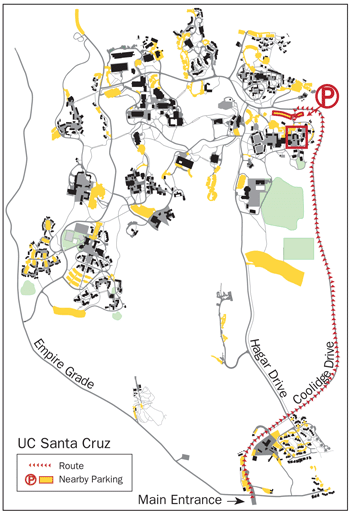 P
Empire Grade
Hagar Drive
Coolidge Drive
UC Santa Cruz
Route
P Nearby Parking
Main Entrance